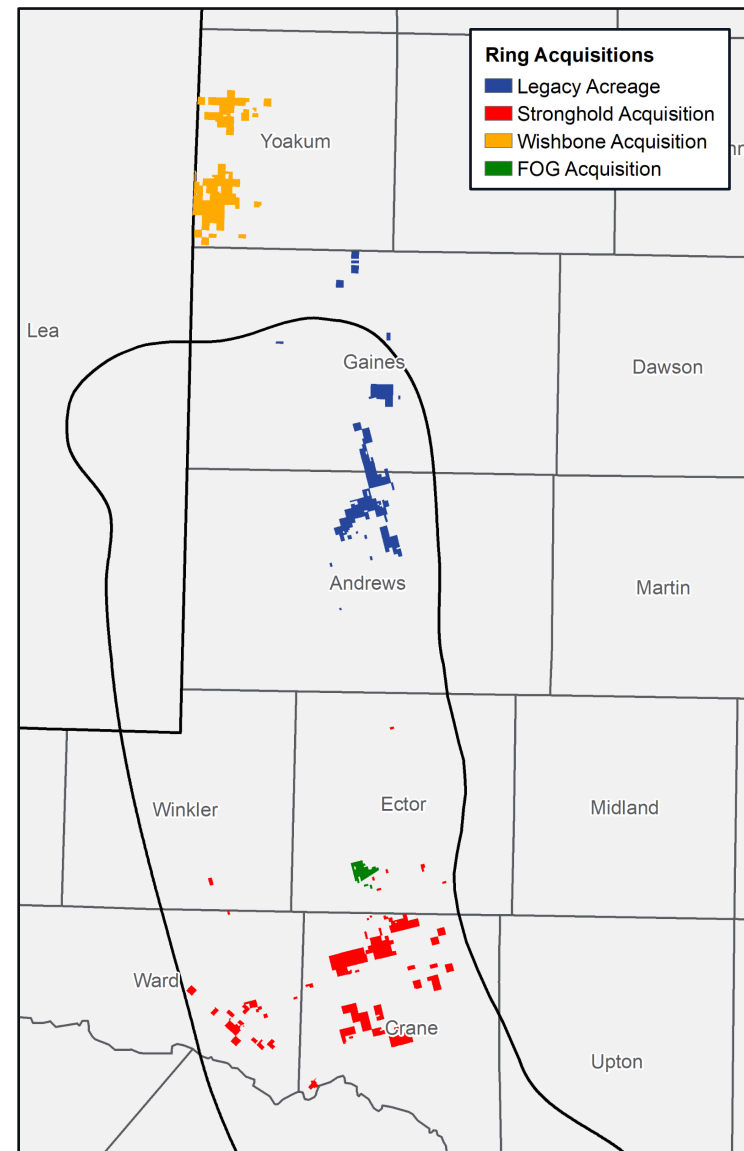 Ring Acquisitions
Legacy Acreage
Stronghold Acquisition
Wishbone Acquisition
FOG Acquisition
Yoakum
Lea
Gaines
Dawson
Andrews
Martin
Winkler
Ector
Midland
Ward
Crane
Upton